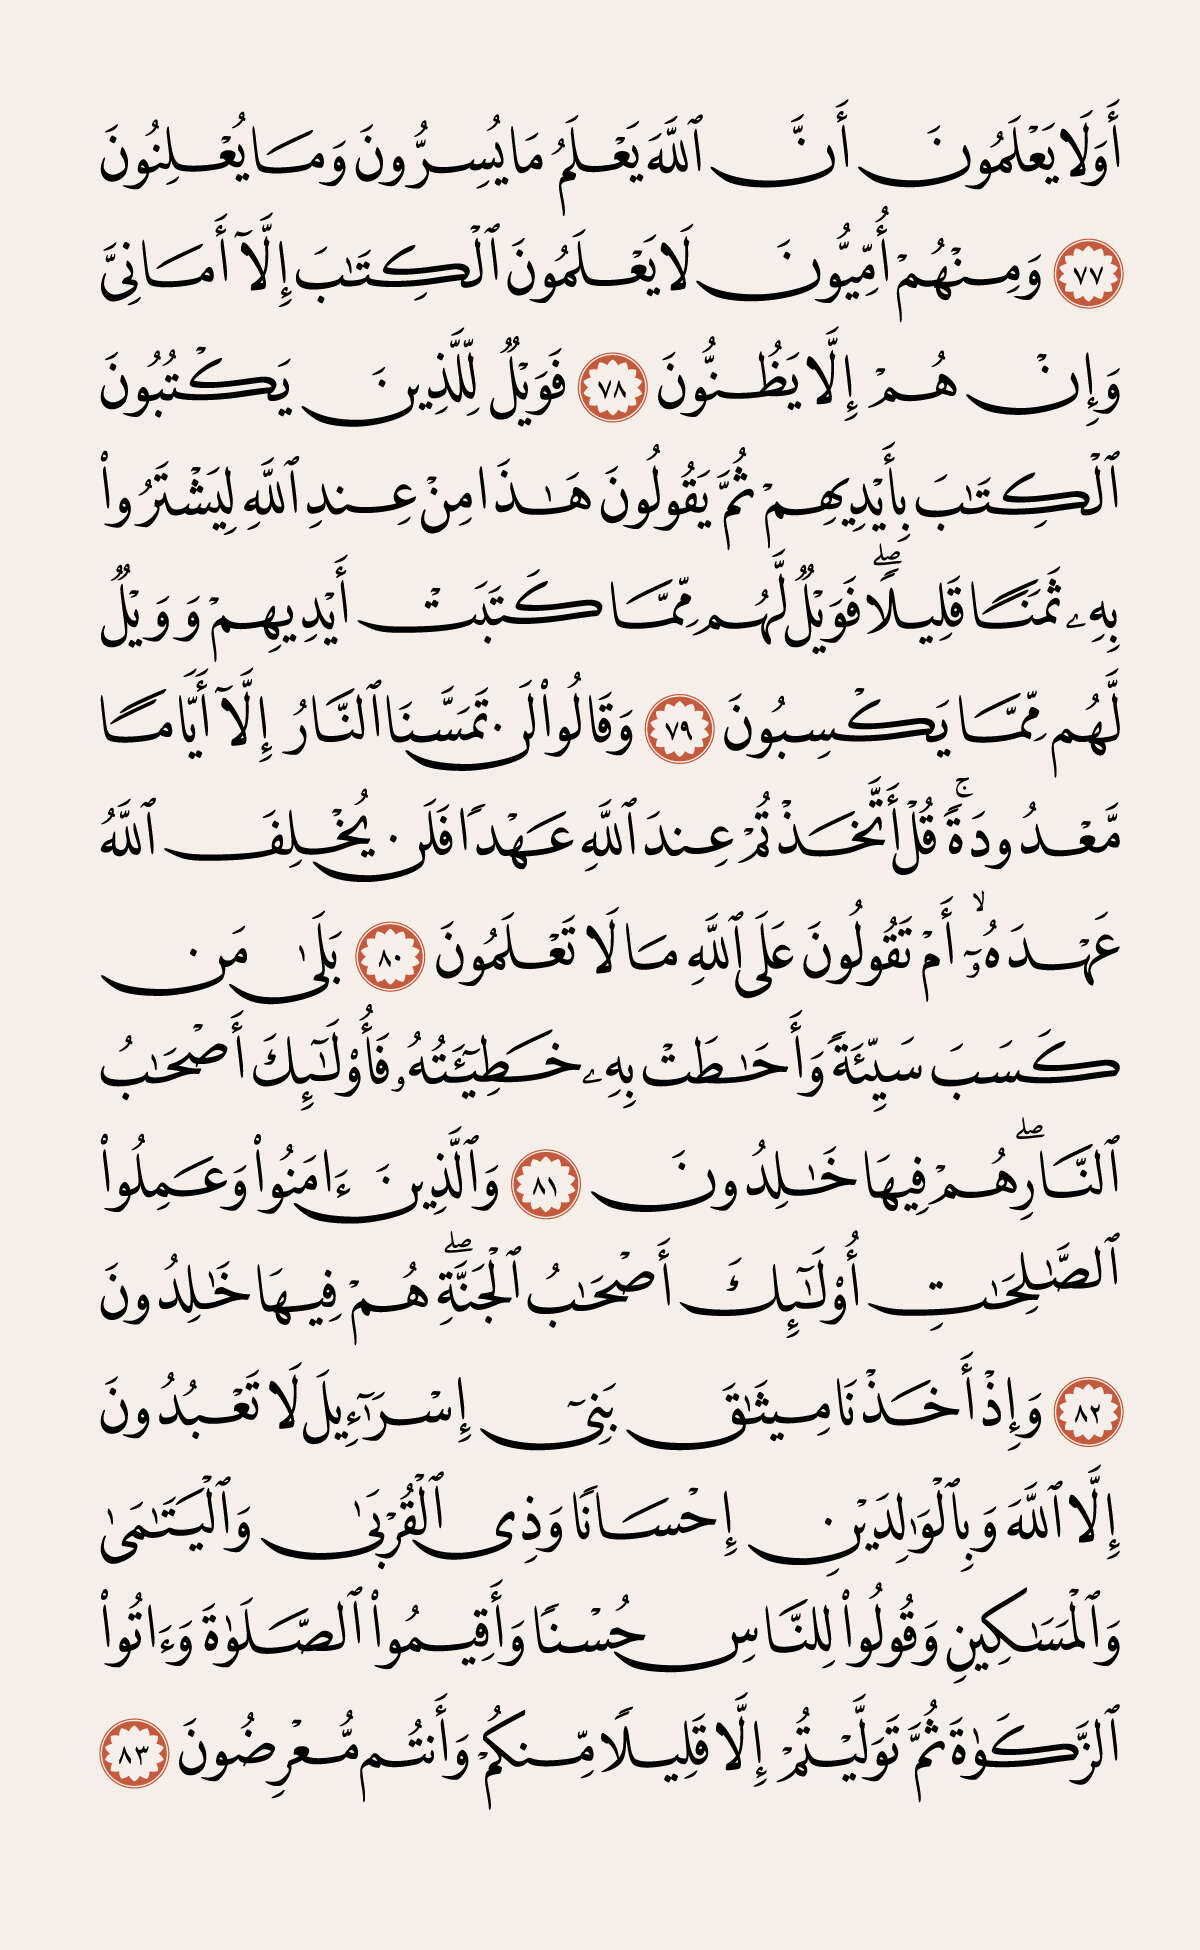 أَوَلَا يَعۡلَمُونَ أَنَّ ٱللَّهَ يَعۡلَمُ مَا يُسِرُّونَ وَمَا يُعۡلِنُونَ
٧٧ وَمِنۡهُمۡ أُمِّيُّونَ لَا يَعۡلَمُونَ ٱلۡكِتَٰبَ إِلَّآ أَمَانِيَّ
وَإِنۡ هُمۡ إِلَّا يَظُنُّونَ ٧٨ فَوَيۡلٞ لِّلَّذِينَ يَكۡتُبُونَ
ٱلۡكِتَٰبَ بِأَيۡدِيهِمۡ ثُمَّ يَقُولُونَ هَٰذَا مِنۡ عِندِ ٱللَّهِ لِيَشۡتَرُواْ
بِهِۦ ثَمَنٗا قَلِيلٗاۖ فَوَيۡلٞ لَّهُم مِّمَّا كَتَبَتۡ أَيۡدِيهِمۡ وَوَيۡلٞ
لَّهُم مِّمَّا يَكۡسِبُونَ ٧٩ وَقَالُواْ لَن تَمَسَّنَا ٱلنَّارُ إِلَّآ أَيَّامٗا
مَّعۡدُودَةٗۚ قُلۡ أَتَّخَذۡتُمۡ عِندَ ٱللَّهِ عَهۡدٗا فَلَن يُخۡلِفَ ٱللَّهُ
عَهۡدَهُۥٓۙ أَمۡ تَقُولُونَ عَلَى ٱللَّهِ مَا لَا تَعۡلَمُونَ ٨٠ بَلَىٰ مَن
كَسَبَ سَيِّئَةٗ وَأَحَٰطَتۡ بِهِۦ خَطِيٓـَٔتُهُۥ فَأُوْلَٰٓئِكَ أَصۡحَٰبُ
ٱلنَّارِۖ هُمۡ فِيهَا خَٰلِدُونَ ٨١ وَٱلَّذِينَ ءَامَنُواْ وَعَمِلُواْ
ٱلصَّٰلِحَٰتِ أُوْلَٰٓئِكَ أَصۡحَٰبُ ٱلۡجَنَّةِۖ هُمۡ فِيهَا خَٰلِدُونَ
٨٢ وَإِذۡ أَخَذۡنَا مِيثَٰقَ بَنِيٓ إِسۡرَٰٓءِيلَ لَا تَعۡبُدُونَ
إِلَّا ٱللَّهَ وَبِٱلۡوَٰلِدَيۡنِ إِحۡسَانٗا وَذِي ٱلۡقُرۡبَىٰ وَٱلۡيَتَٰمَىٰ
وَٱلۡمَسَٰكِينِ وَقُولُواْ لِلنَّاسِ حُسۡنٗا وَأَقِيمُواْ ٱلصَّلَوٰةَ وَءَاتُواْ
ٱلزَّكَوٰةَ ثُمَّ تَوَلَّيۡتُمۡ إِلَّا قَلِيلٗا مِّنكُمۡ وَأَنتُم مُّعۡرِضُونَ ٨٣